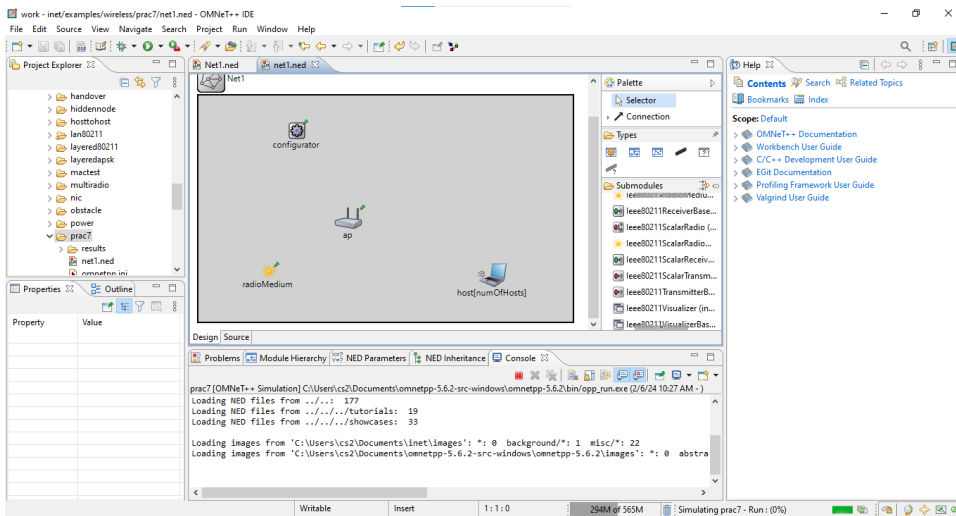 work - inet/examples/wireless/prac7/net1.ned - OMNeT++ IDE
File Edit Source View Navigate Search Project Run Window Help
Project Explorer
handover
hiddennode
hosttohost
lan80211
layered80211
layeredapsk
mactest
multiradio
nic
obstacle
power
prac7
results
net1.ned
omnetpp.ini
Properties Outline
Property Value
Net1.ned net1.ned
Net1
configurator
ap
radioMedium
host[numOfHosts]
Design Source
Palette
Selector
Connection
Types
Submodules
Ieee80211ReceiverBase...
Ieee80211ScalarRadio (...
Ieee80211ScalarRadio...
Ieee80211ScalarReceiv...
Ieee80211ScalarTransm...
Ieee80211TransmitterB...
Ieee80211Visualizer (in...
Ieee80211VisualizerBas...
Problems Module Hierarchy NED Parameters NED Inheritance Console
prac7 [OMNeT++ Simulation] C:\Users\cs2\Documents\omnetpp-5.6.2-src-windows\omnetpp-5.6.2\bin/opp_run.exe (2/6/24 10:27 AM - )
Loading NED files from ../..: 177
Loading NED files from ../../../tutorials: 19
Loading NED files from ../../../showcases: 33
Loading images from 'C:\Users\cs2\Documents\inet\images': *: 0 background/*: 1 misc/*: 22
Loading images from 'C:\Users\cs2\Documents\omnetpp-5.6.2-src-windows\omnetpp-5.6.2\images': *: 0 abstra
Help
Contents Search Related Topics
Bookmarks Index
Scope: Default
OMNeT++ Documentation
Workbench User Guide
C/C++ Development User Guide
EGit Documentation
Profiling Framework User Guide
Valgrind User Guide
Writable Insert 1:1:0 294M of 565M Simulating prac7 - Run : (0%)